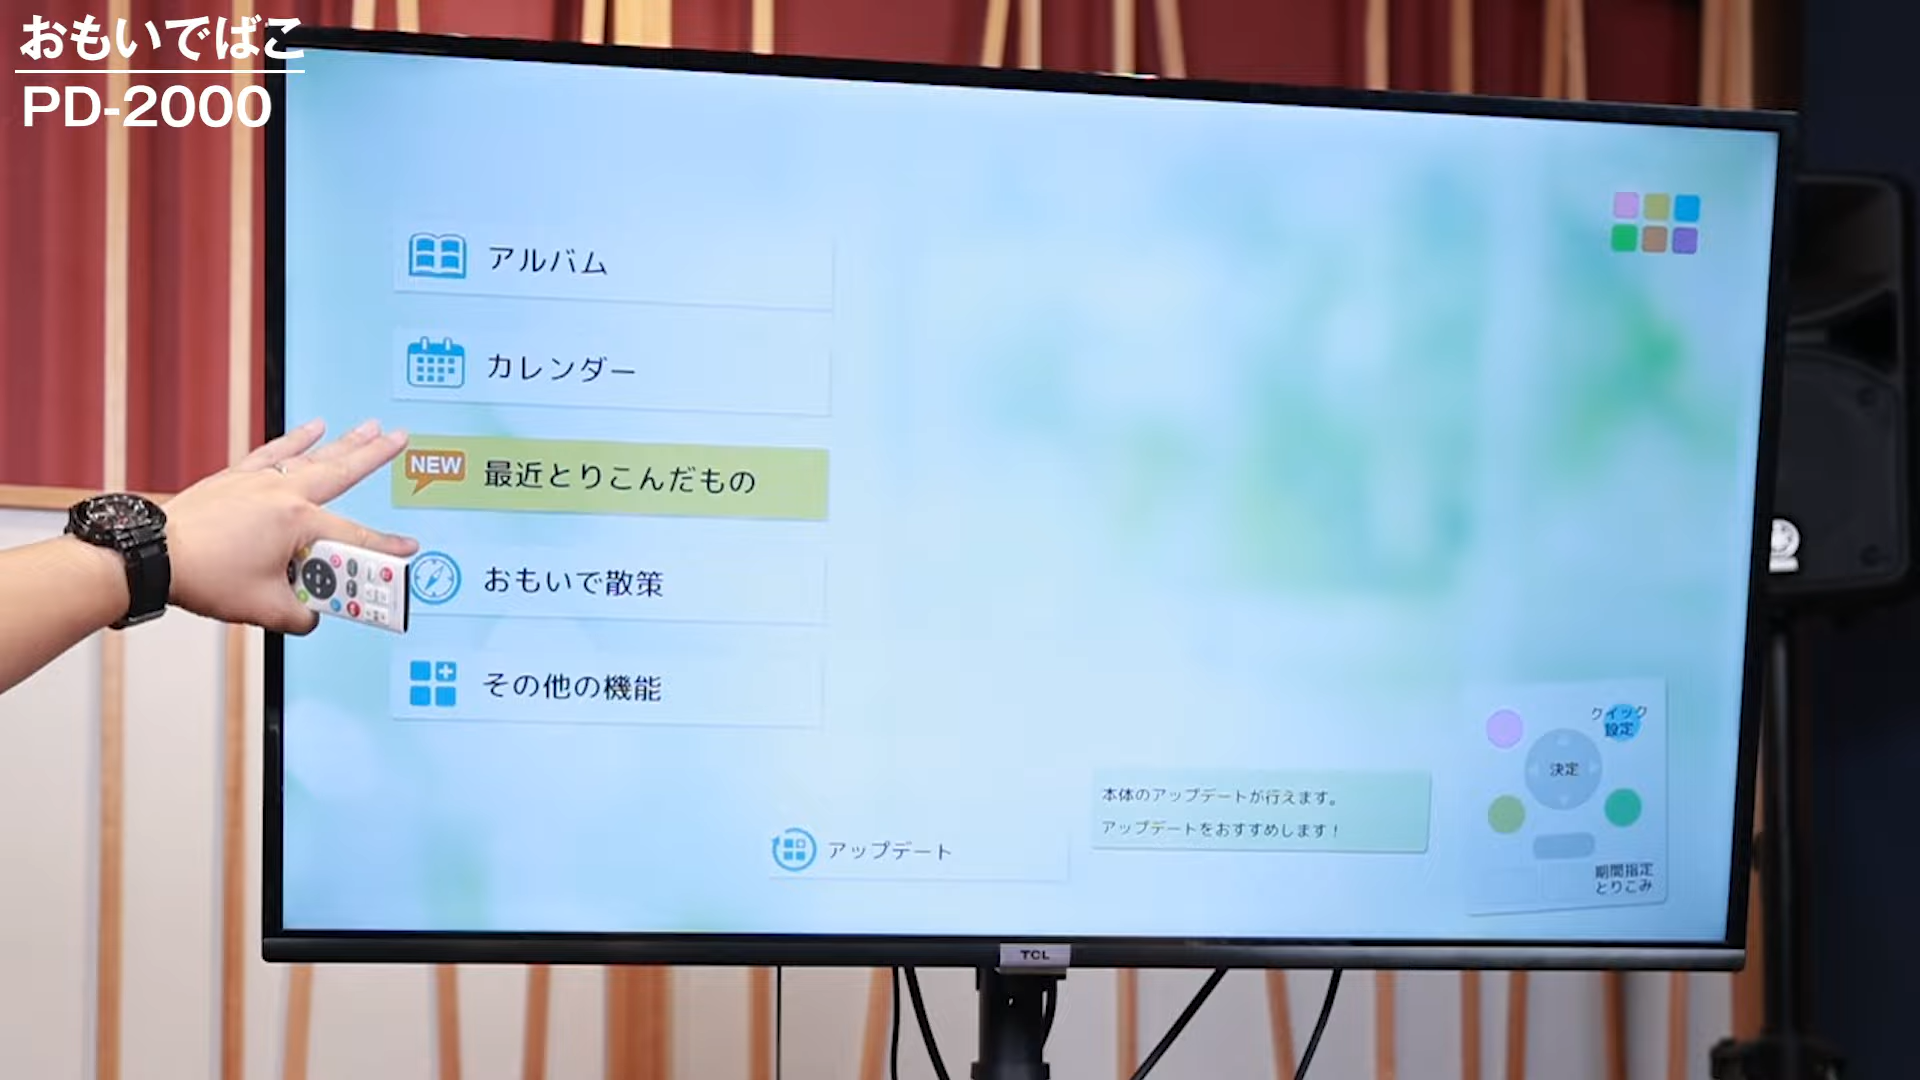 おもいでばこ
PD-2000
アルバム
カレンダー
NEW 最近とりこんだもの
おもいで散策
その他の機能
クイック
設定
決定
本体のアップデートが行えます。
アップデートをおすすめします！
アップデート
期間指定
とりこみ
TCL